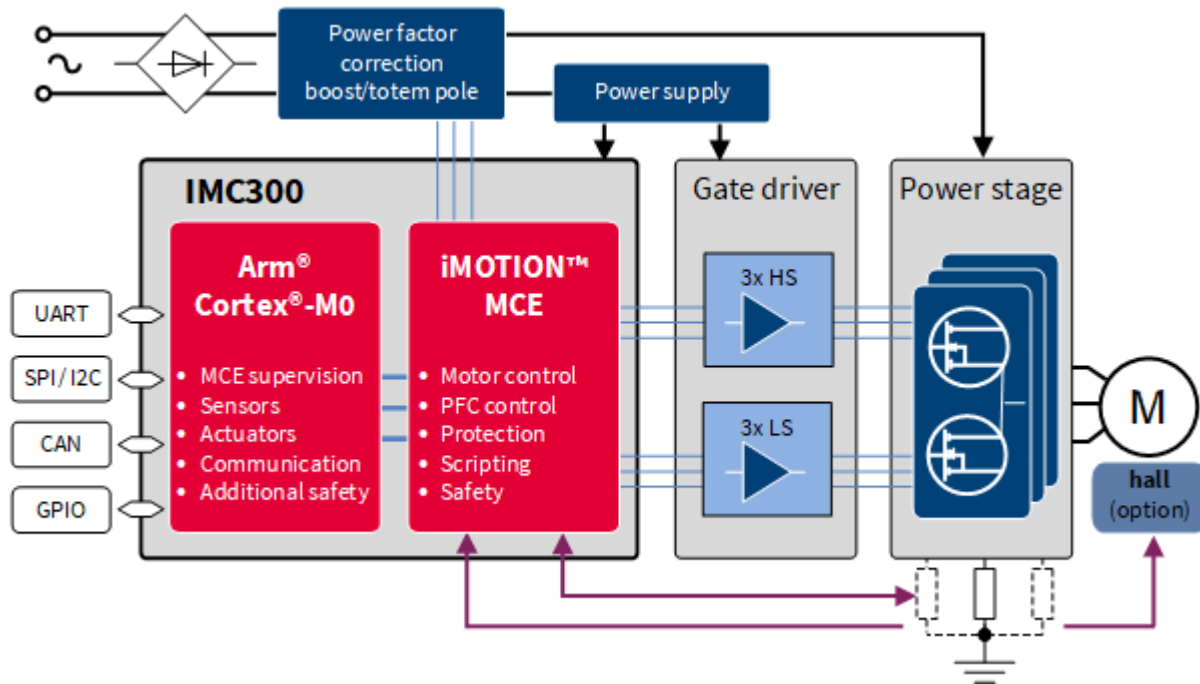 Power factor
correction
boost/totem pole
Power supply
IMC300
Gate driver
Power stage
Arm®
Cortex®-M0
• MCE supervision
• Sensors
• Actuators
• Communication
• Additional safety
iMOTION™
MCE
• Motor control
• PFC control
• Protection
• Scripting
• Safety
UART
SPI / I2C
CAN
GPIO
3x HS
3x LS
M
hall
(option)